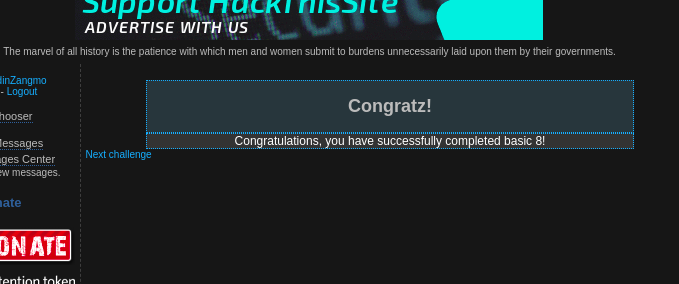 Support HackThisSite
ADVERTISE WITH US
The marvel of all history is the patience with which men and women submit to burdens unnecessarily laid upon them by their governments.
dinZangmo
- Logout
hooser
Messages
ages Center
ew messages.
nate
ONATE
tention token
Congratz!
Congratulations, you have successfully completed basic 8!
Next challenge